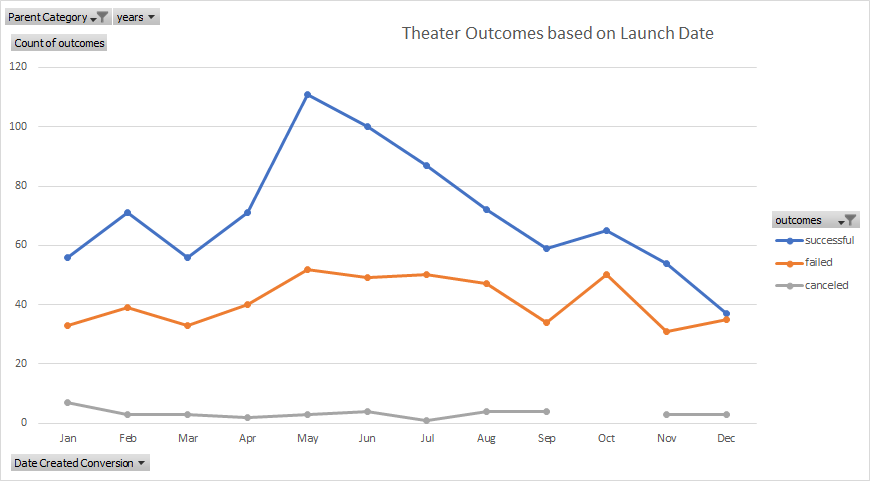 Parent Category years
Theater Outcomes based on Launch Date
Count of outcomes
120
100
80
60
40
20
0
Jan Feb Mar Apr May Jun Jul Aug Sep Oct Nov Dec
outcomes
successful
failed
canceled
Date Created Conversion